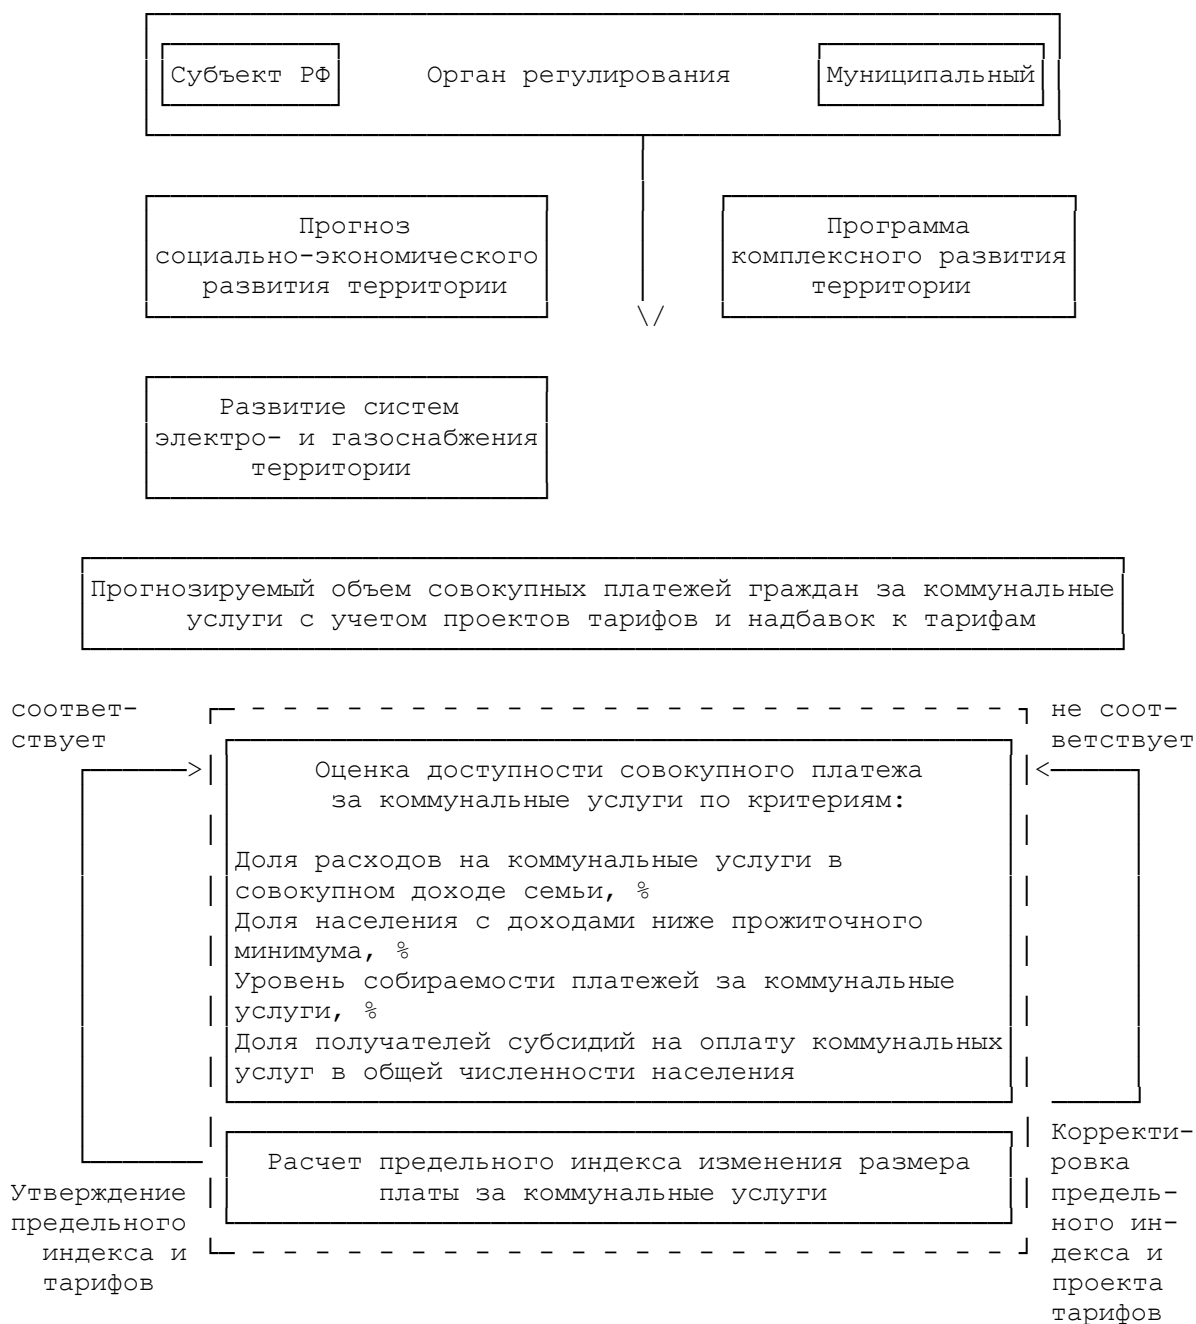 Субъект РФ Орган регулирования Муниципальный
Прогноз
социально-экономического
развития территории
Программа
комплексного развития
территории
Развитие систем
электро- и газоснабжения
территории
Прогнозируемый объем совокупных платежей граждан за коммунальные
услуги с учетом проектов тарифов и надбавок к тарифам
соответ-
ствует
не соот-
ветствует
Оценка доступности совокупного платежа
за коммунальные услуги по критериям:
Доля расходов на коммунальные услуги в
совокупном доходе семьи, %
Доля населения с доходами ниже прожиточного
минимума, %
Уровень собираемости платежей за коммунальные
услуги, %
Доля получателей субсидий на оплату коммунальных
услуг в общей численности населения
Расчет предельного индекса изменения размера
платы за коммунальные услуги
Утверждение
предельного
индекса и
тарифов
Корректи-
ровка
предель-
ного ин-
декса и
проекта
тарифов